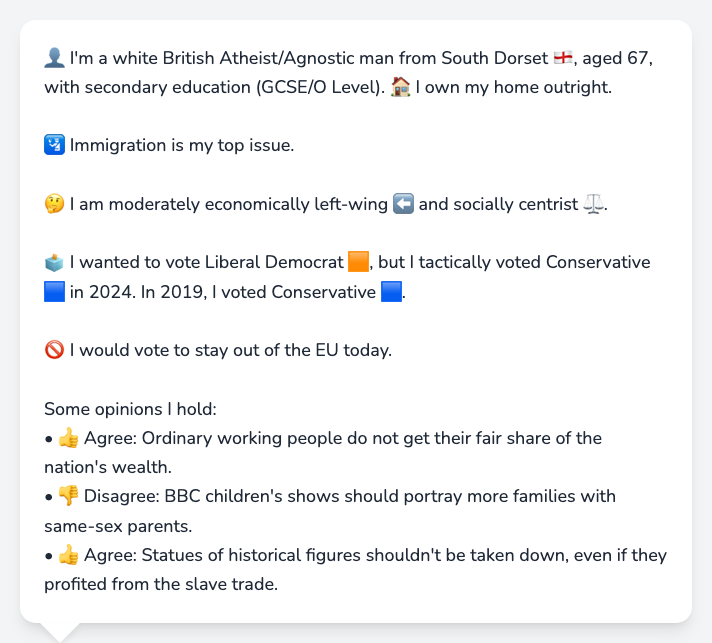 👤 I'm a white British Atheist/Agnostic man from South Dorset 🏴󠁧󠁢󠁥󠁮󠁧󠁿, aged 67,
with secondary education (GCSE/O Level). 🏠 I own my home outright.
🛂 Immigration is my top issue.
🤔 I am moderately economically left-wing ⬅️ and socially centrist ⚖️.
🗳️ I wanted to vote Liberal Democrat 🟧, but I tactically voted Conservative
🟦 in 2024. In 2019, I voted Conservative 🟦.
🚫 I would vote to stay out of the EU today.
Some opinions I hold:
• 👍 Agree: Ordinary working people do not get their fair share of the
nation's wealth.
• 👎 Disagree: BBC children's shows should portray more families with
same-sex parents.
• 👍 Agree: Statues of historical figures shouldn't be taken down, even if they
profited from the slave trade.